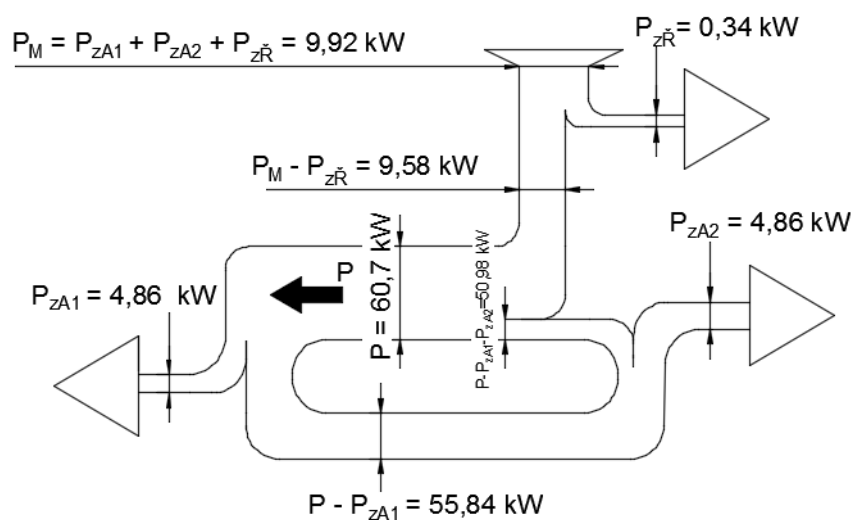 P_M = P_zA1 + P_zA2 + P_zŘ = 9,92 kW
P_zŘ = 0,34 kW
P_M - P_zŘ = 9,58 kW
P_zA2 = 4,86 kW
P_zA1 = 4,86 kW
P
P = 60,7 kW
P-P_zA1-P_zA2=50,98 kW
P - P_zA1 = 55,84 kW